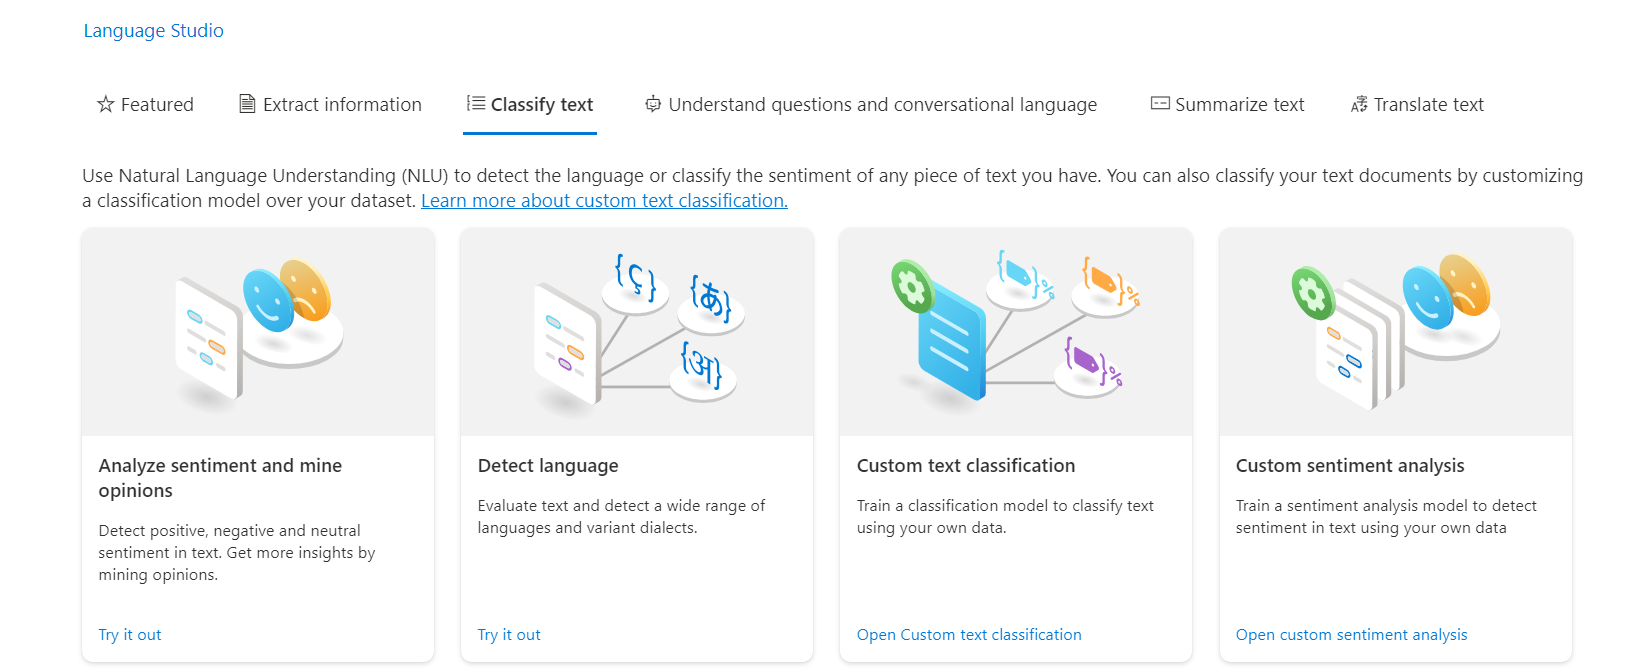 Language Studio
Featured
Extract information
Classify text
Understand questions and conversational language
Summarize text
Translate text
Use Natural Language Understanding (NLU) to detect the language or classify the sentiment of any piece of text you have. You can also classify your text documents by customizing
a classification model over your dataset. Learn more about custom text classification.
{ç}
{あ}
{अ}
{ }%
{ }%
{ }%
Analyze sentiment and mine
opinions
Detect positive, negative and neutral
sentiment in text. Get more insights by
mining opinions.
Try it out
Detect language
Evaluate text and detect a wide range of
languages and variant dialects.
Try it out
Custom text classification
Train a classification model to classify text
using your own data.
Open Custom text classification
Custom sentiment analysis
Train a sentiment analysis model to detect
sentiment in text using your own data
Open custom sentiment analysis